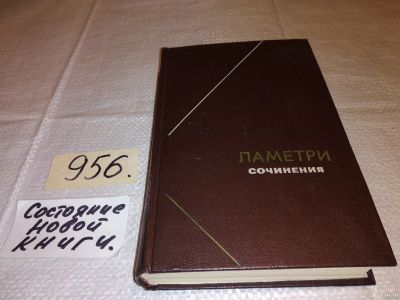 ЛАМЕТРИ
СОЧИНЕНИЯ
956.
Состояние
новой
книги.